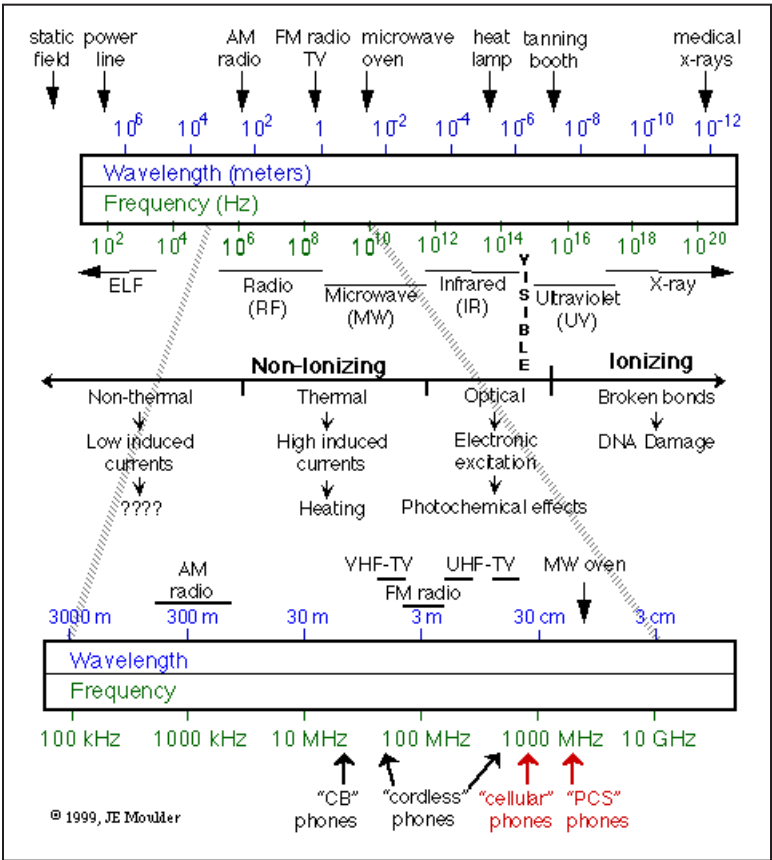 static power AM FM radio microwave heat tanning medical
field line radio TV oven lamp booth x-rays
10^6 10^4 10^2 1 10^-2 10^-4 10^-6 10^-8 10^-10 10^-12
Wavelength (meters)
Frequency (Hz)
10^2 10^4 10^6 10^8 10^10 10^12 10^14 10^16 10^18 10^20
ELF Radio (RF) Microwave (MW) Infrared (IR) VISIBLE Ultraviolet (UV) X-ray
Non-Ionizing Ionizing
Non-thermal Thermal Optical Broken bonds
Low induced High induced Electronic DNA Damage
currents currents excitation
???? Heating Photochemical effects
AM VHF-TV UHF-TV MW oven
radio FM radio
3000 m 300 m 30 m 3 m 30 cm 3 cm
Wavelength
Frequency
100 kHz 1000 kHz 10 MHz 100 MHz 1000 MHz 10 GHz
"CB" "cordless" "cellular" "PCS"
phones phones phones phones
© 1999, JE Moulder